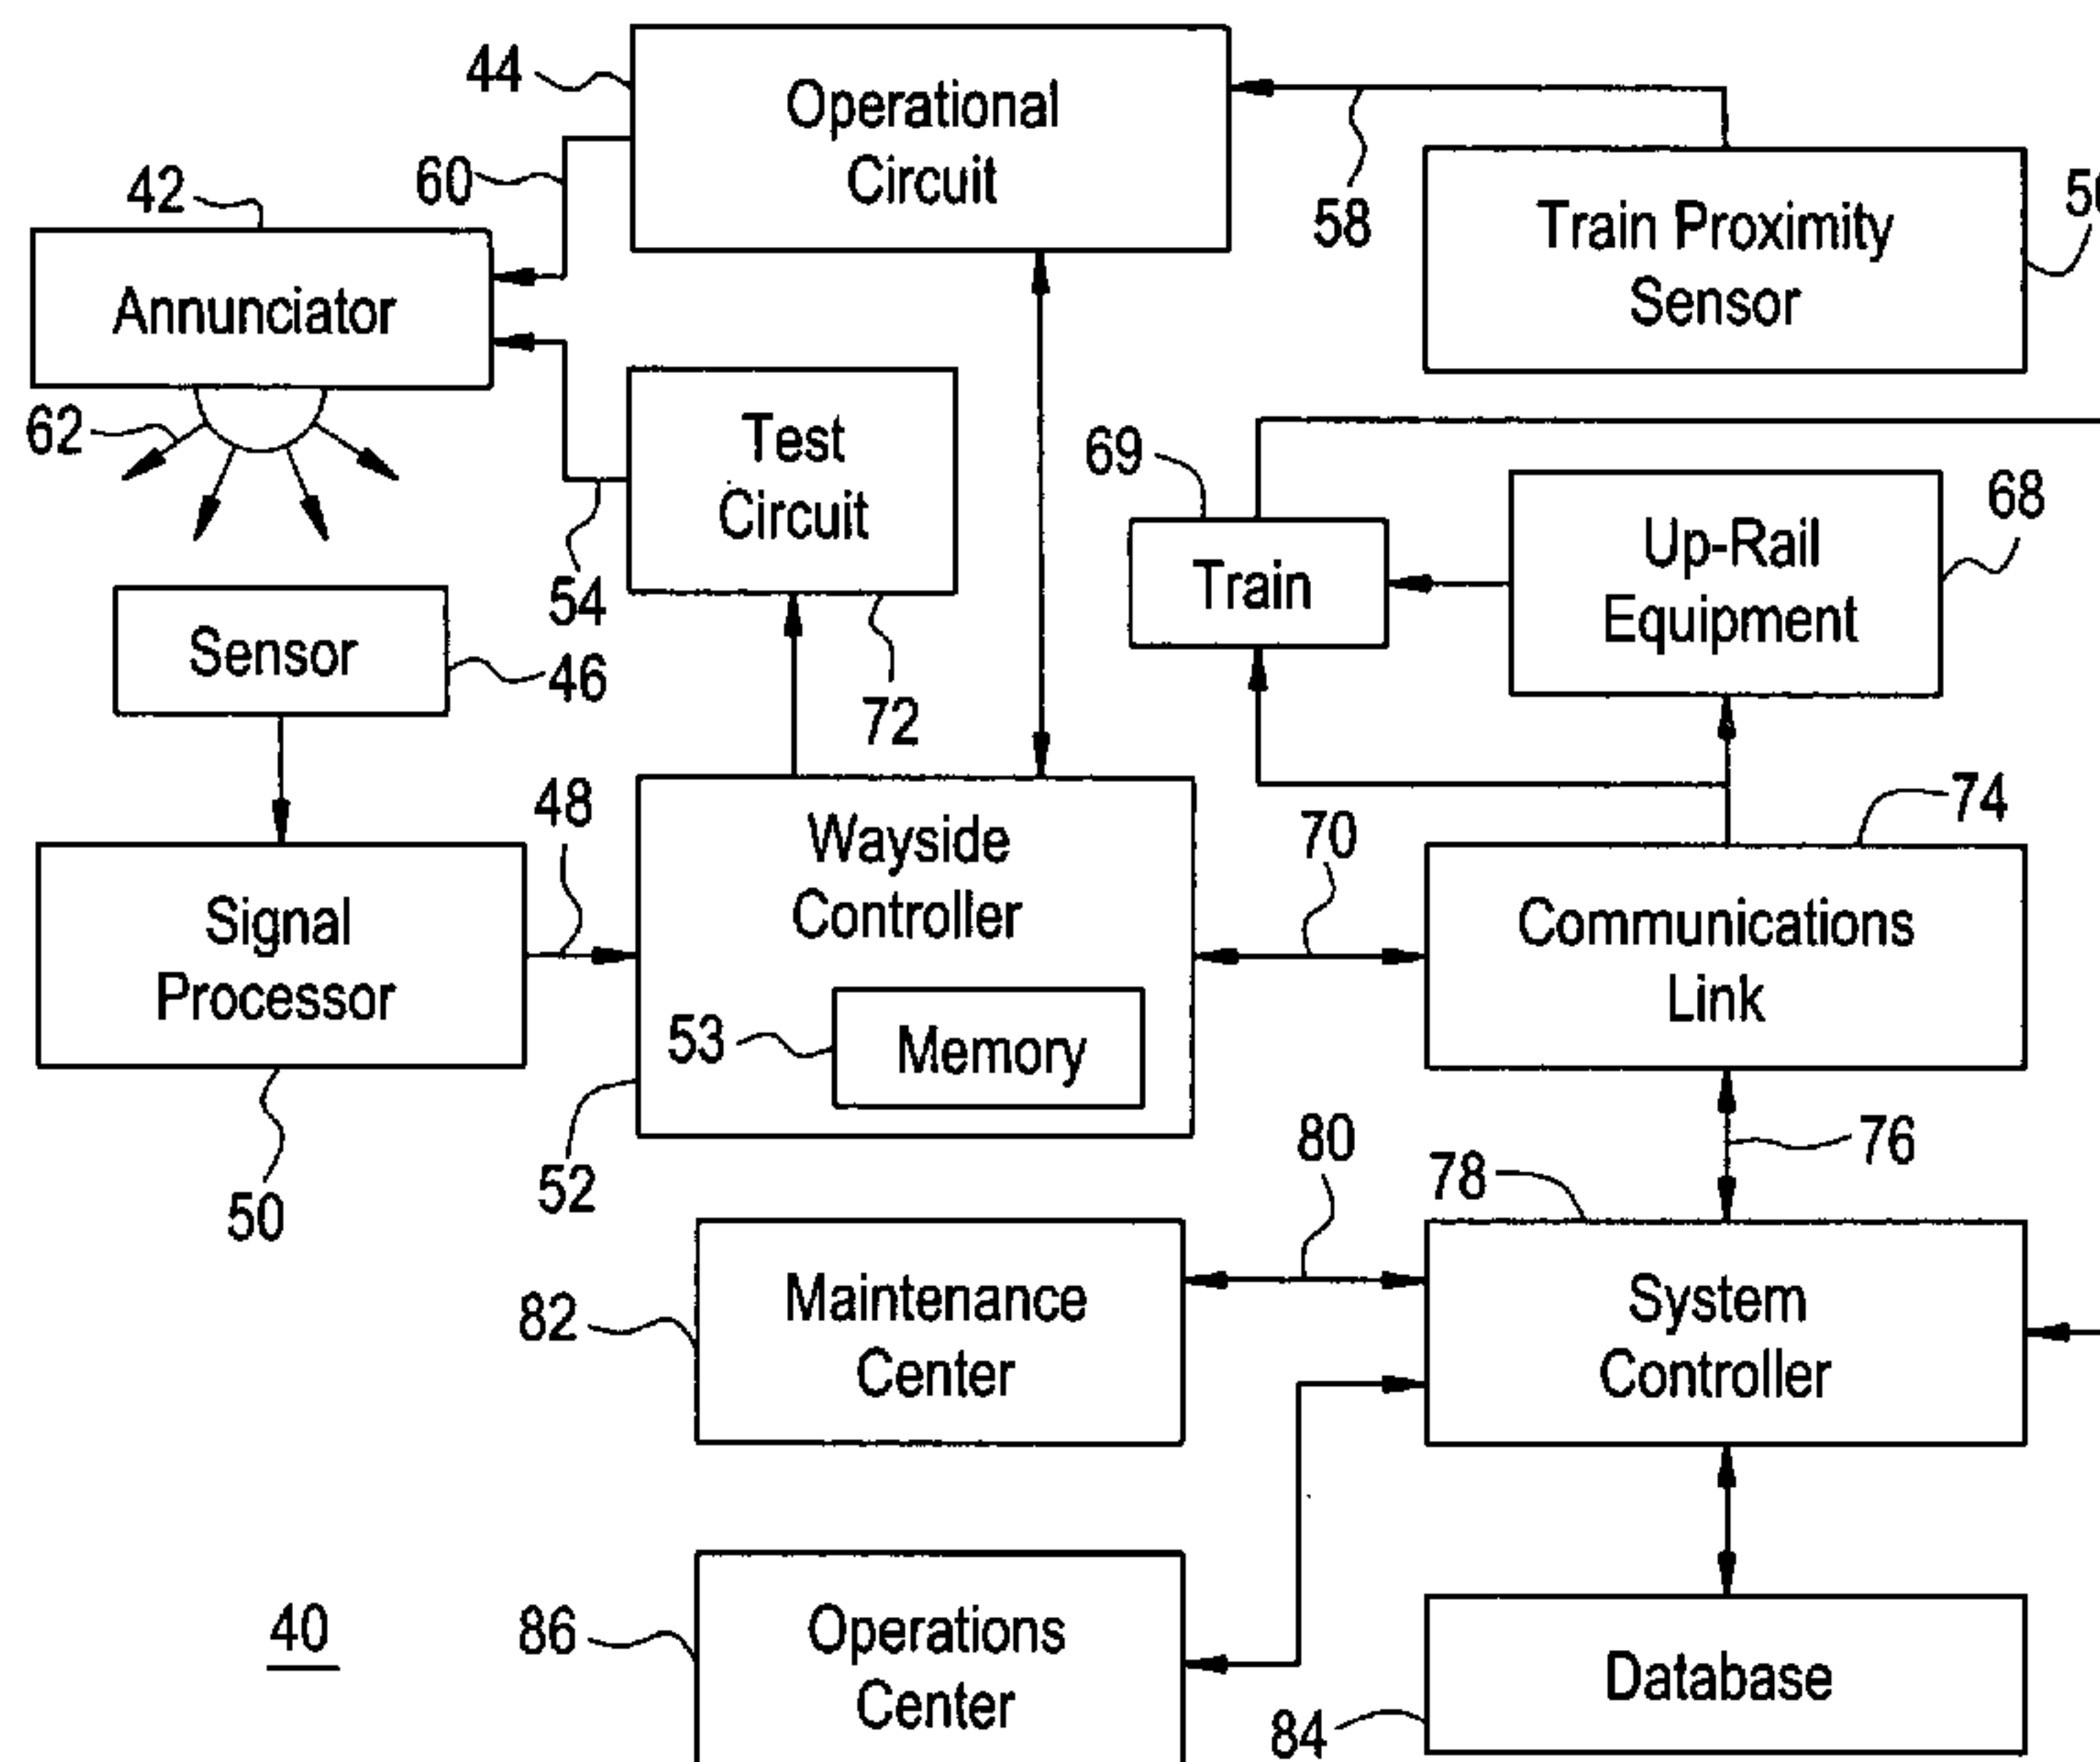 44
Operational
Circuit
58
Train Proximity
Sensor
60
42
Annunciator
62
Test
Circuit
54
72
69
Train
Up-Rail
Equipment
68
Sensor
46
Signal
Processor
50
48
Wayside
Controller
53
Memory
52
70
Communications
Link
74
76
80
78
System
Controller
82
Maintenance
Center
86
Operations
Center
84
Database
40